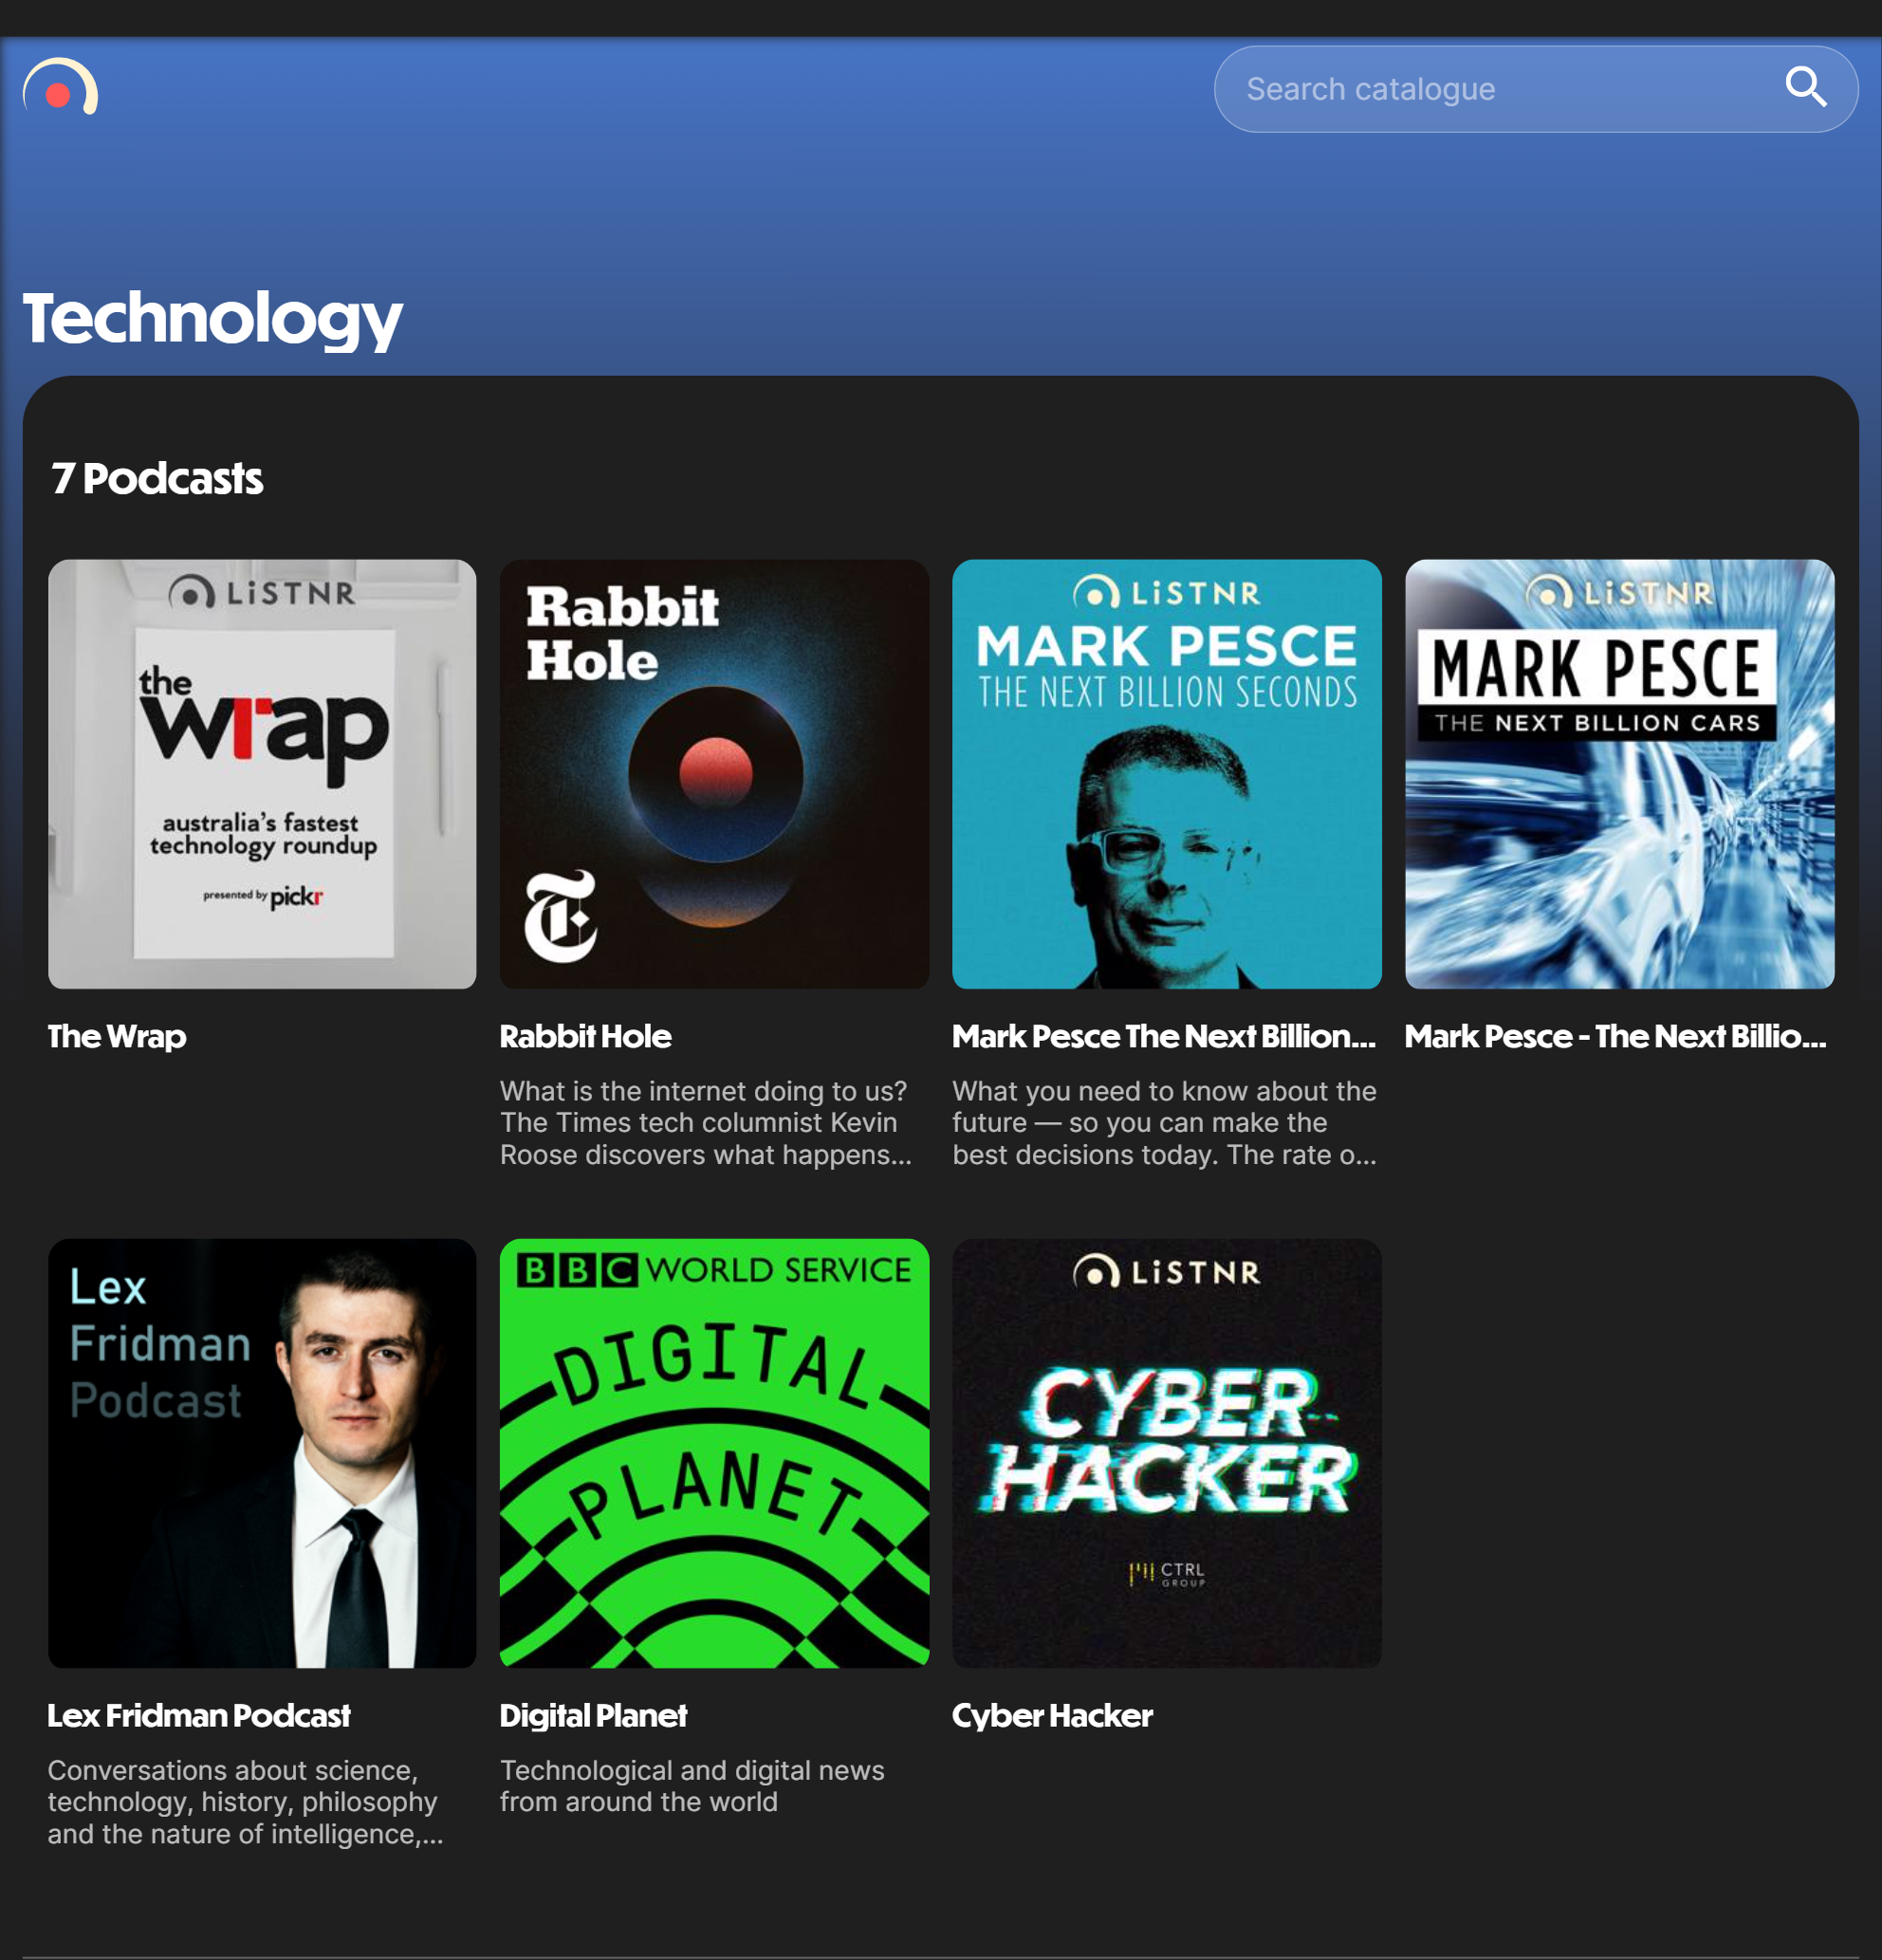 Search catalogue
Technology
7 Podcasts
LiSTNR
the
wrap
australia's fastest
technology roundup
presented by pickr
The Wrap
Rabbit
Hole
T
Rabbit Hole
What is the internet doing to us?
The Times tech columnist Kevin
Roose discovers what happens...
LiSTNR
MARK PESCE
THE NEXT BILLION SECONDS
Mark Pesce The Next Billion...
What you need to know about the
future — so you can make the
best decisions today. The rate o...
LiSTNR
MARK PESCE
THE NEXT BILLION CARS
Mark Pesce - The Next Billio...
Lex
Fridman
Podcast
Lex Fridman Podcast
Conversations about science,
technology, history, philosophy
and the nature of intelligence,...
BBC WORLD SERVICE
DIGITAL
PLANET
Digital Planet
Technological and digital news
from around the world
LiSTNR
CYBER
HACKER
CTRL
GROUP
Cyber Hacker